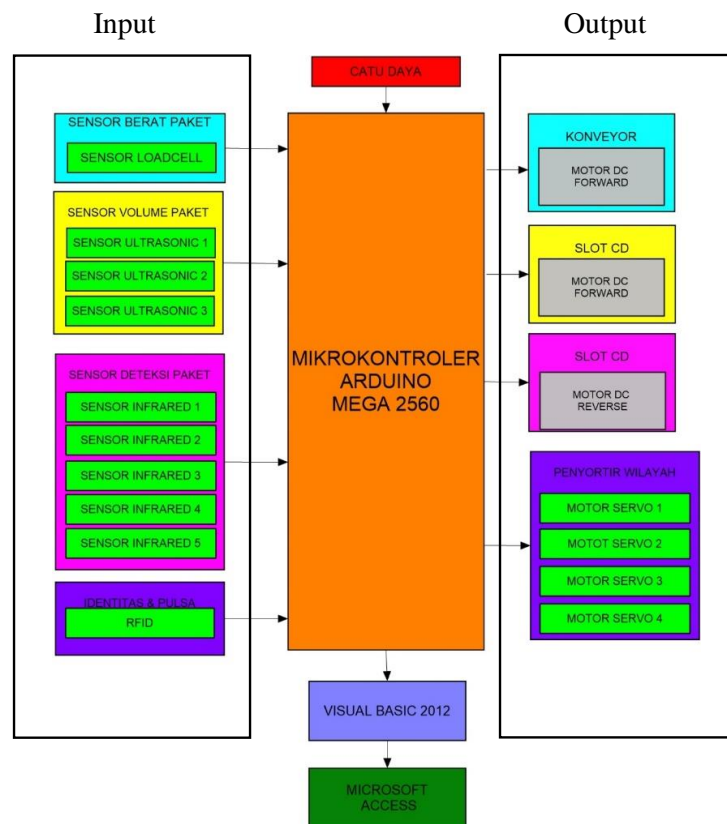 Input
Output
CATU DAYA
SENSOR BERAT PAKET
SENSOR LOADCELL
SENSOR VOLUME PAKET
SENSOR ULTRASONIC 1
SENSOR ULTRASONIC 2
SENSOR ULTRASONIC 3
SENSOR DETEKSI PAKET
SENSOR INFRARED 1
SENSOR INFRARED 2
SENSOR INFRARED 3
SENSOR INFRARED 4
SENSOR INFRARED 5
IDENTITAS & PULSA
RFID
MIKROKONTROLER
ARDUINO
MEGA 2560
KONVEYOR
MOTOR DC
FORWARD
SLOT CD
MOTOR DC
FORWARD
SLOT CD
MOTOR DC
REVERSE
PENYORTIR WILAYAH
MOTOR SERVO 1
MOTOT SERVO 2
MOTOR SERVO 3
MOTOR SERVO 4
VISUAL BASIC 2012
MICROSOFT
ACCESS